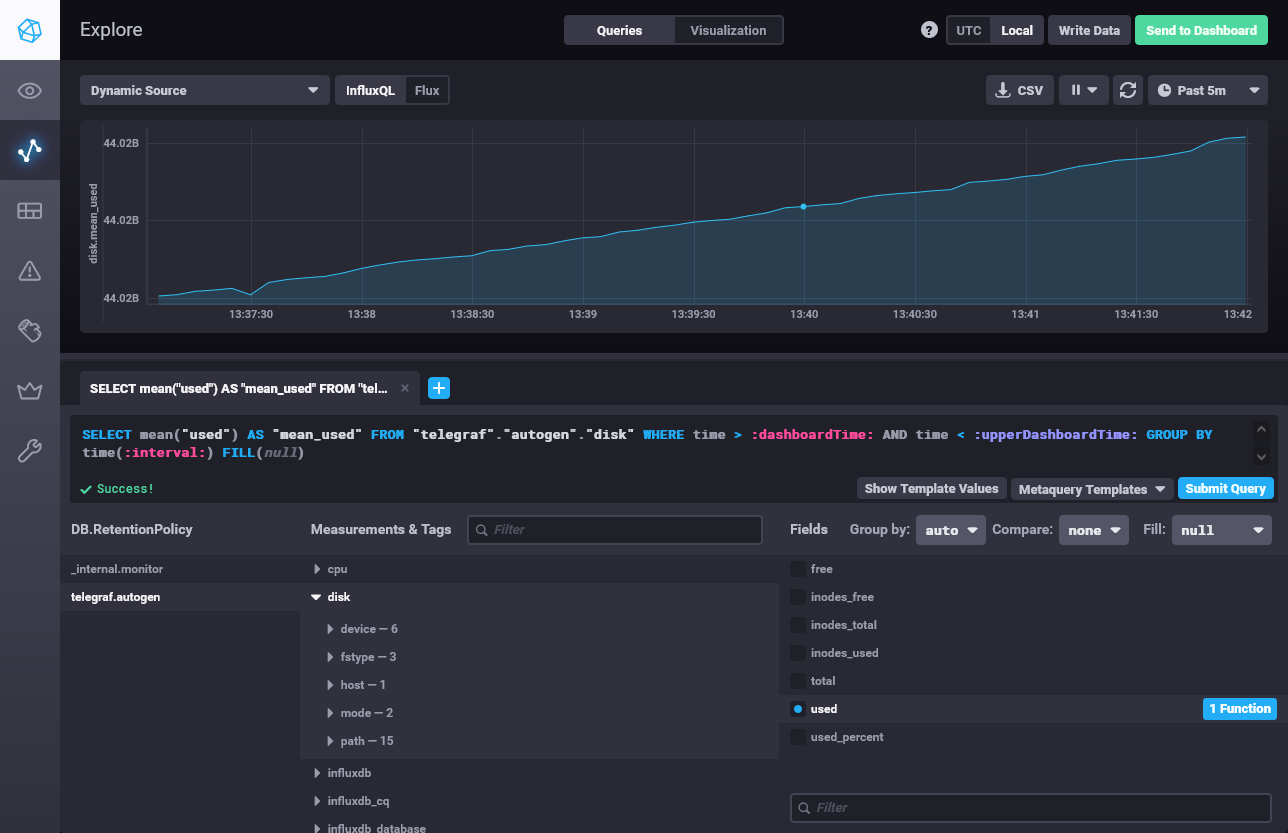 Explore
Queries
Visualization
?
UTC
Local
Write Data
Send to Dashboard
Dynamic Source
InfluxQL
Flux
CSV
Past 5m
disk.mean_used
44.02B
44.02B
44.02B
13:37:30 13:38 13:38:30 13:39 13:39:30 13:40 13:40:30 13:41 13:41:30 13:42
SELECT mean("used") AS "mean_used" FROM "tel...
SELECT mean("used") AS "mean_used" FROM "telegraf"."autogen"."disk" WHERE time > :dashboardTime: AND time < :upperDashboardTime: GROUP BY
time(:interval:) FILL(null)
Success!
Show Template Values
Metaquery Templates
Submit Query
DB.RetentionPolicy
_internal.monitor
telegraf.autogen
Measurements & Tags
Filter
cpu
disk
device — 6
fstype — 3
host — 1
mode — 2
path — 15
influxdb
influxdb_cq
influxdb_database
Fields
Group by: auto
Compare: none
Fill: null
free
inodes_free
inodes_total
inodes_used
total
used
1 Function
used_percent
Filter